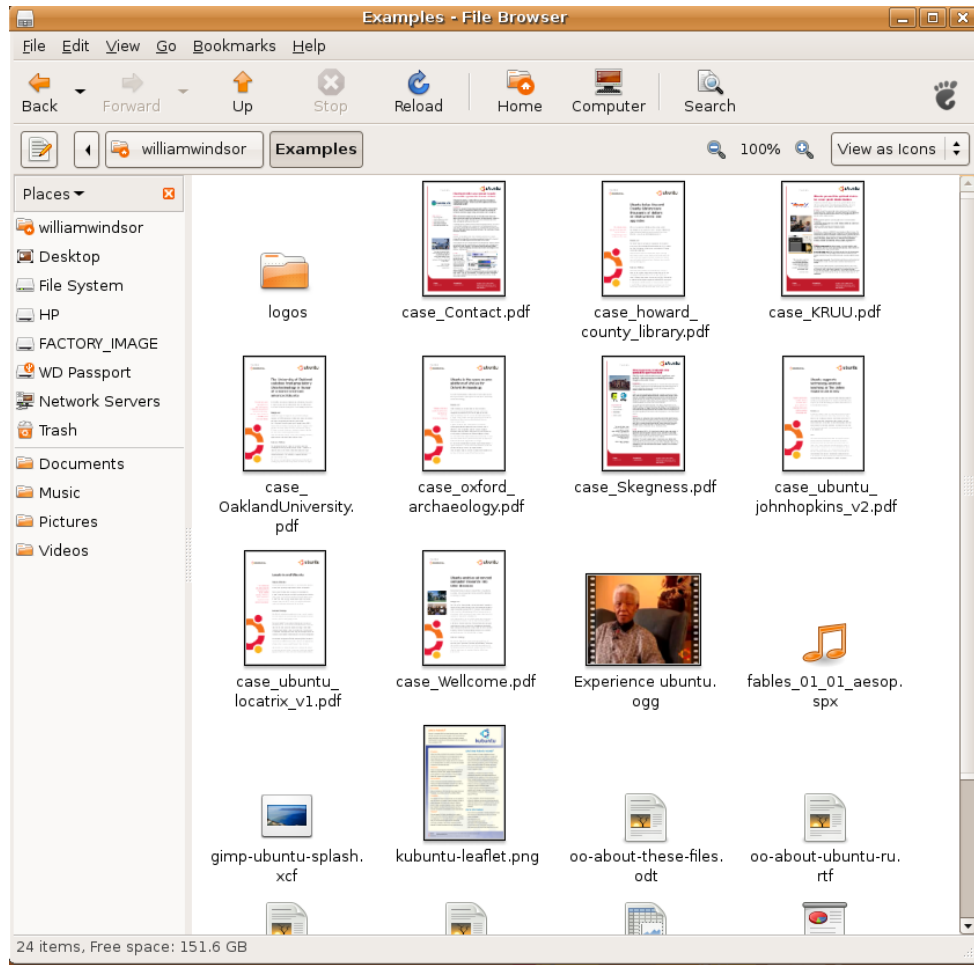 Examples - File Browser
File Edit View Go Bookmarks Help
Back Forward Up Stop Reload Home Computer Search
williamwindsor Examples 100% View as Icons
Places
williamwindsor
Desktop
File System
HP
FACTORY_IMAGE
WD Passport
Network Servers
Trash
Documents
Music
Pictures
Videos
logos
case_Contact.pdf
case_howard_
county_library.pdf
case_KRUU.pdf
case_
OaklandUniversity.
pdf
case_oxford_
archaeology.pdf
case_Skegness.pdf
case_ubuntu_
johnhopkins_v2.pdf
case_ubuntu_
locatrix_v1.pdf
case_Wellcome.pdf
Experience ubuntu.
ogg
fables_01_01_aesop.
spx
gimp-ubuntu-splash.
xcf
kubuntu-leaflet.png
oo-about-these-files.
odt
oo-about-ubuntu-ru.
rtf
24 items, Free space: 151.6 GB